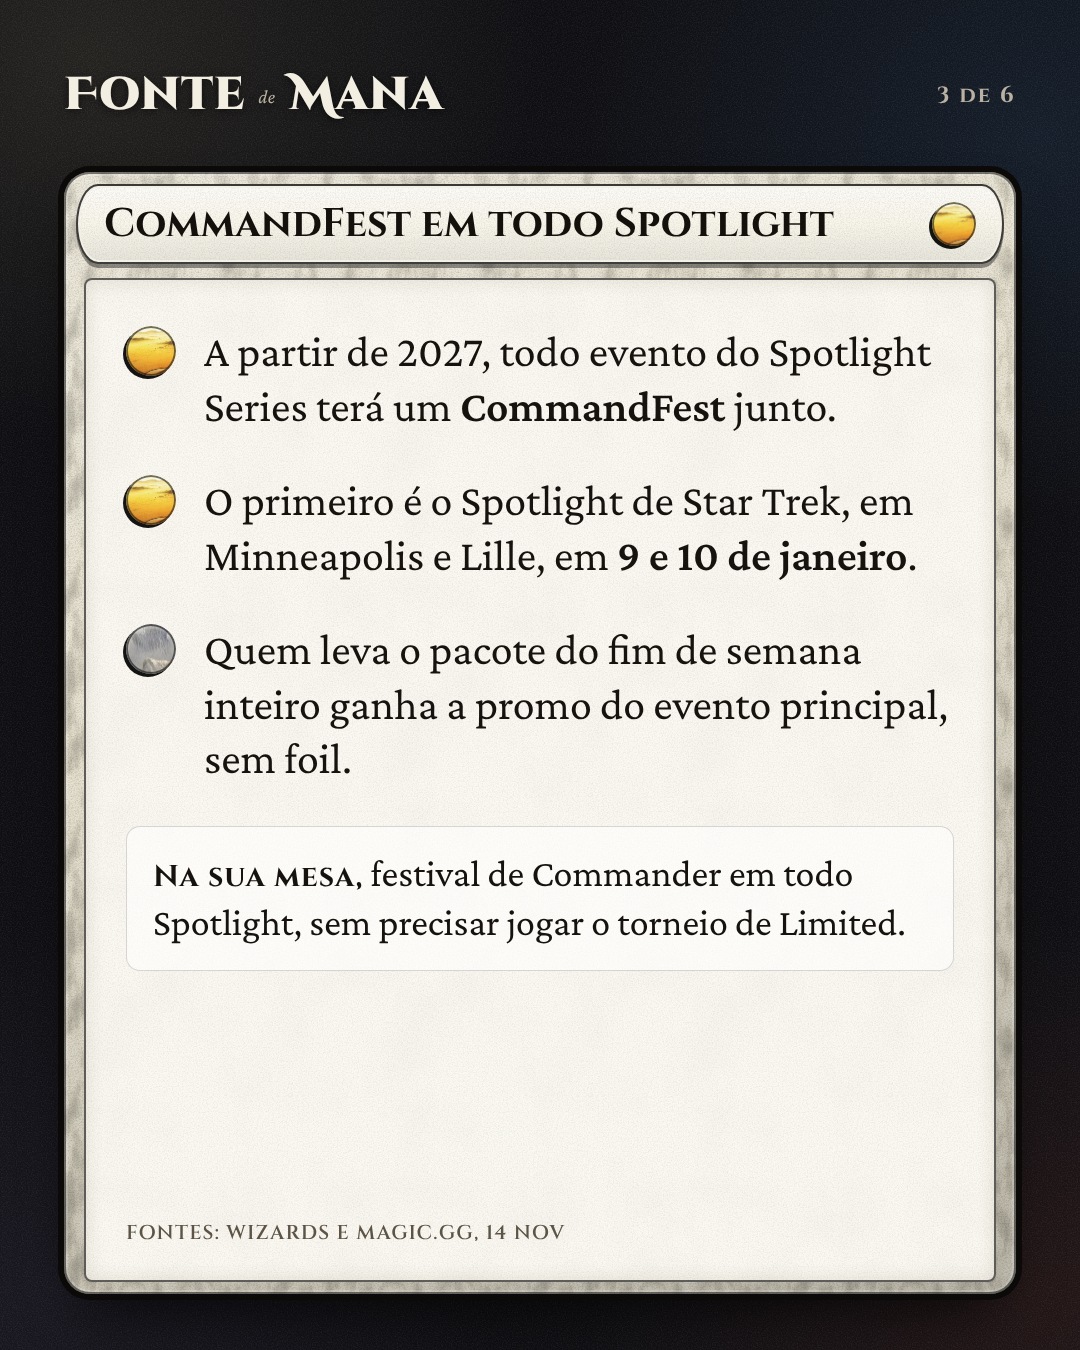 Fonte de Mana
3 de 6
CommandFest em todo Spotlight
A partir de 2027, todo evento do Spotlight
Series terá um CommandFest junto.
O primeiro é o Spotlight de Star Trek, em
Minneapolis e Lille, em 9 e 10 de janeiro.
Quem leva o pacote do fim de semana
inteiro ganha a promo do evento principal,
sem foil.
Na sua mesa, festival de Commander em todo
Spotlight, sem precisar jogar o torneio de Limited.
FONTES: WIZARDS E MAGIC.GG, 14 NOV